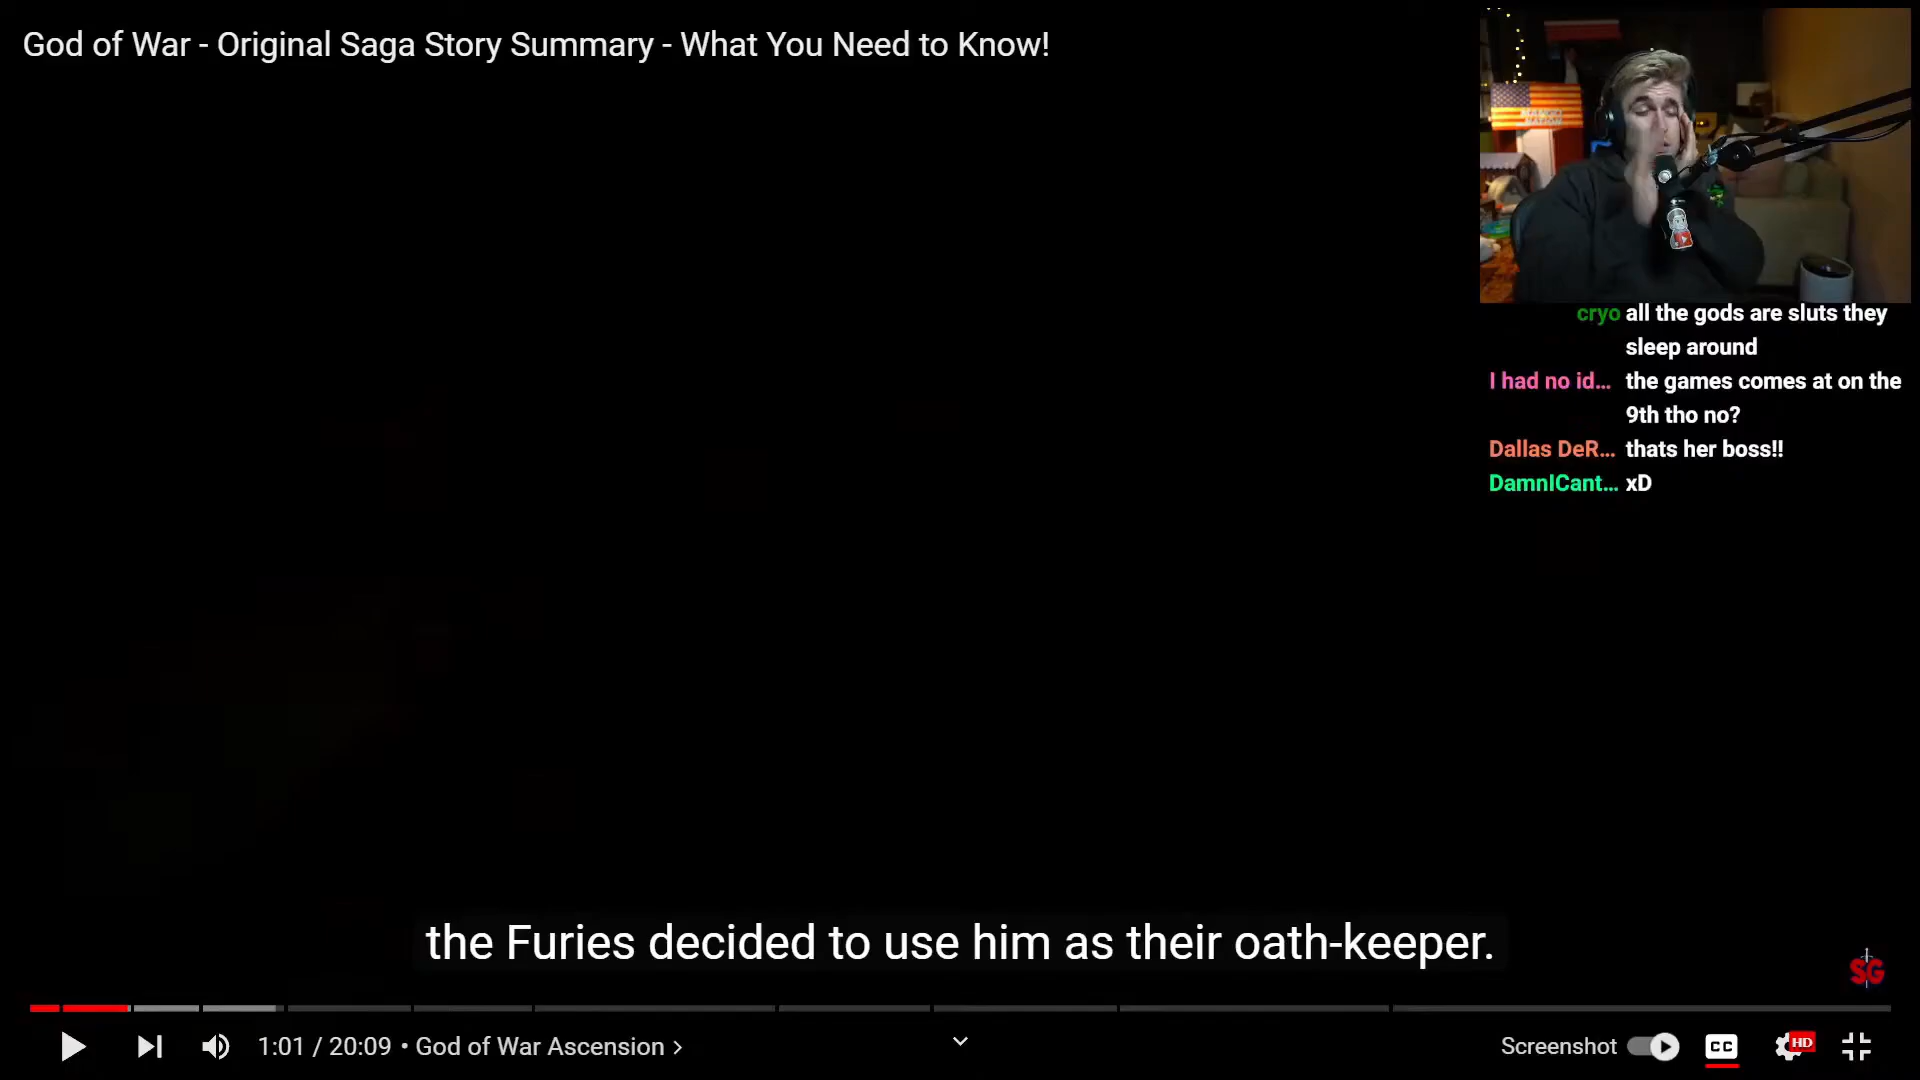 God of War - Original Saga Story Summary - What You Need to Know!
cryo all the gods are sluts they
sleep around
I had no id... the games comes at on the
9th tho no?
Dallas DeR... thats her boss!!
DamnICant... xD
the Furies decided to use him as their oath-keeper.
SG
1:01 / 20:09 • God of War Ascension
Screenshot
CC
HD